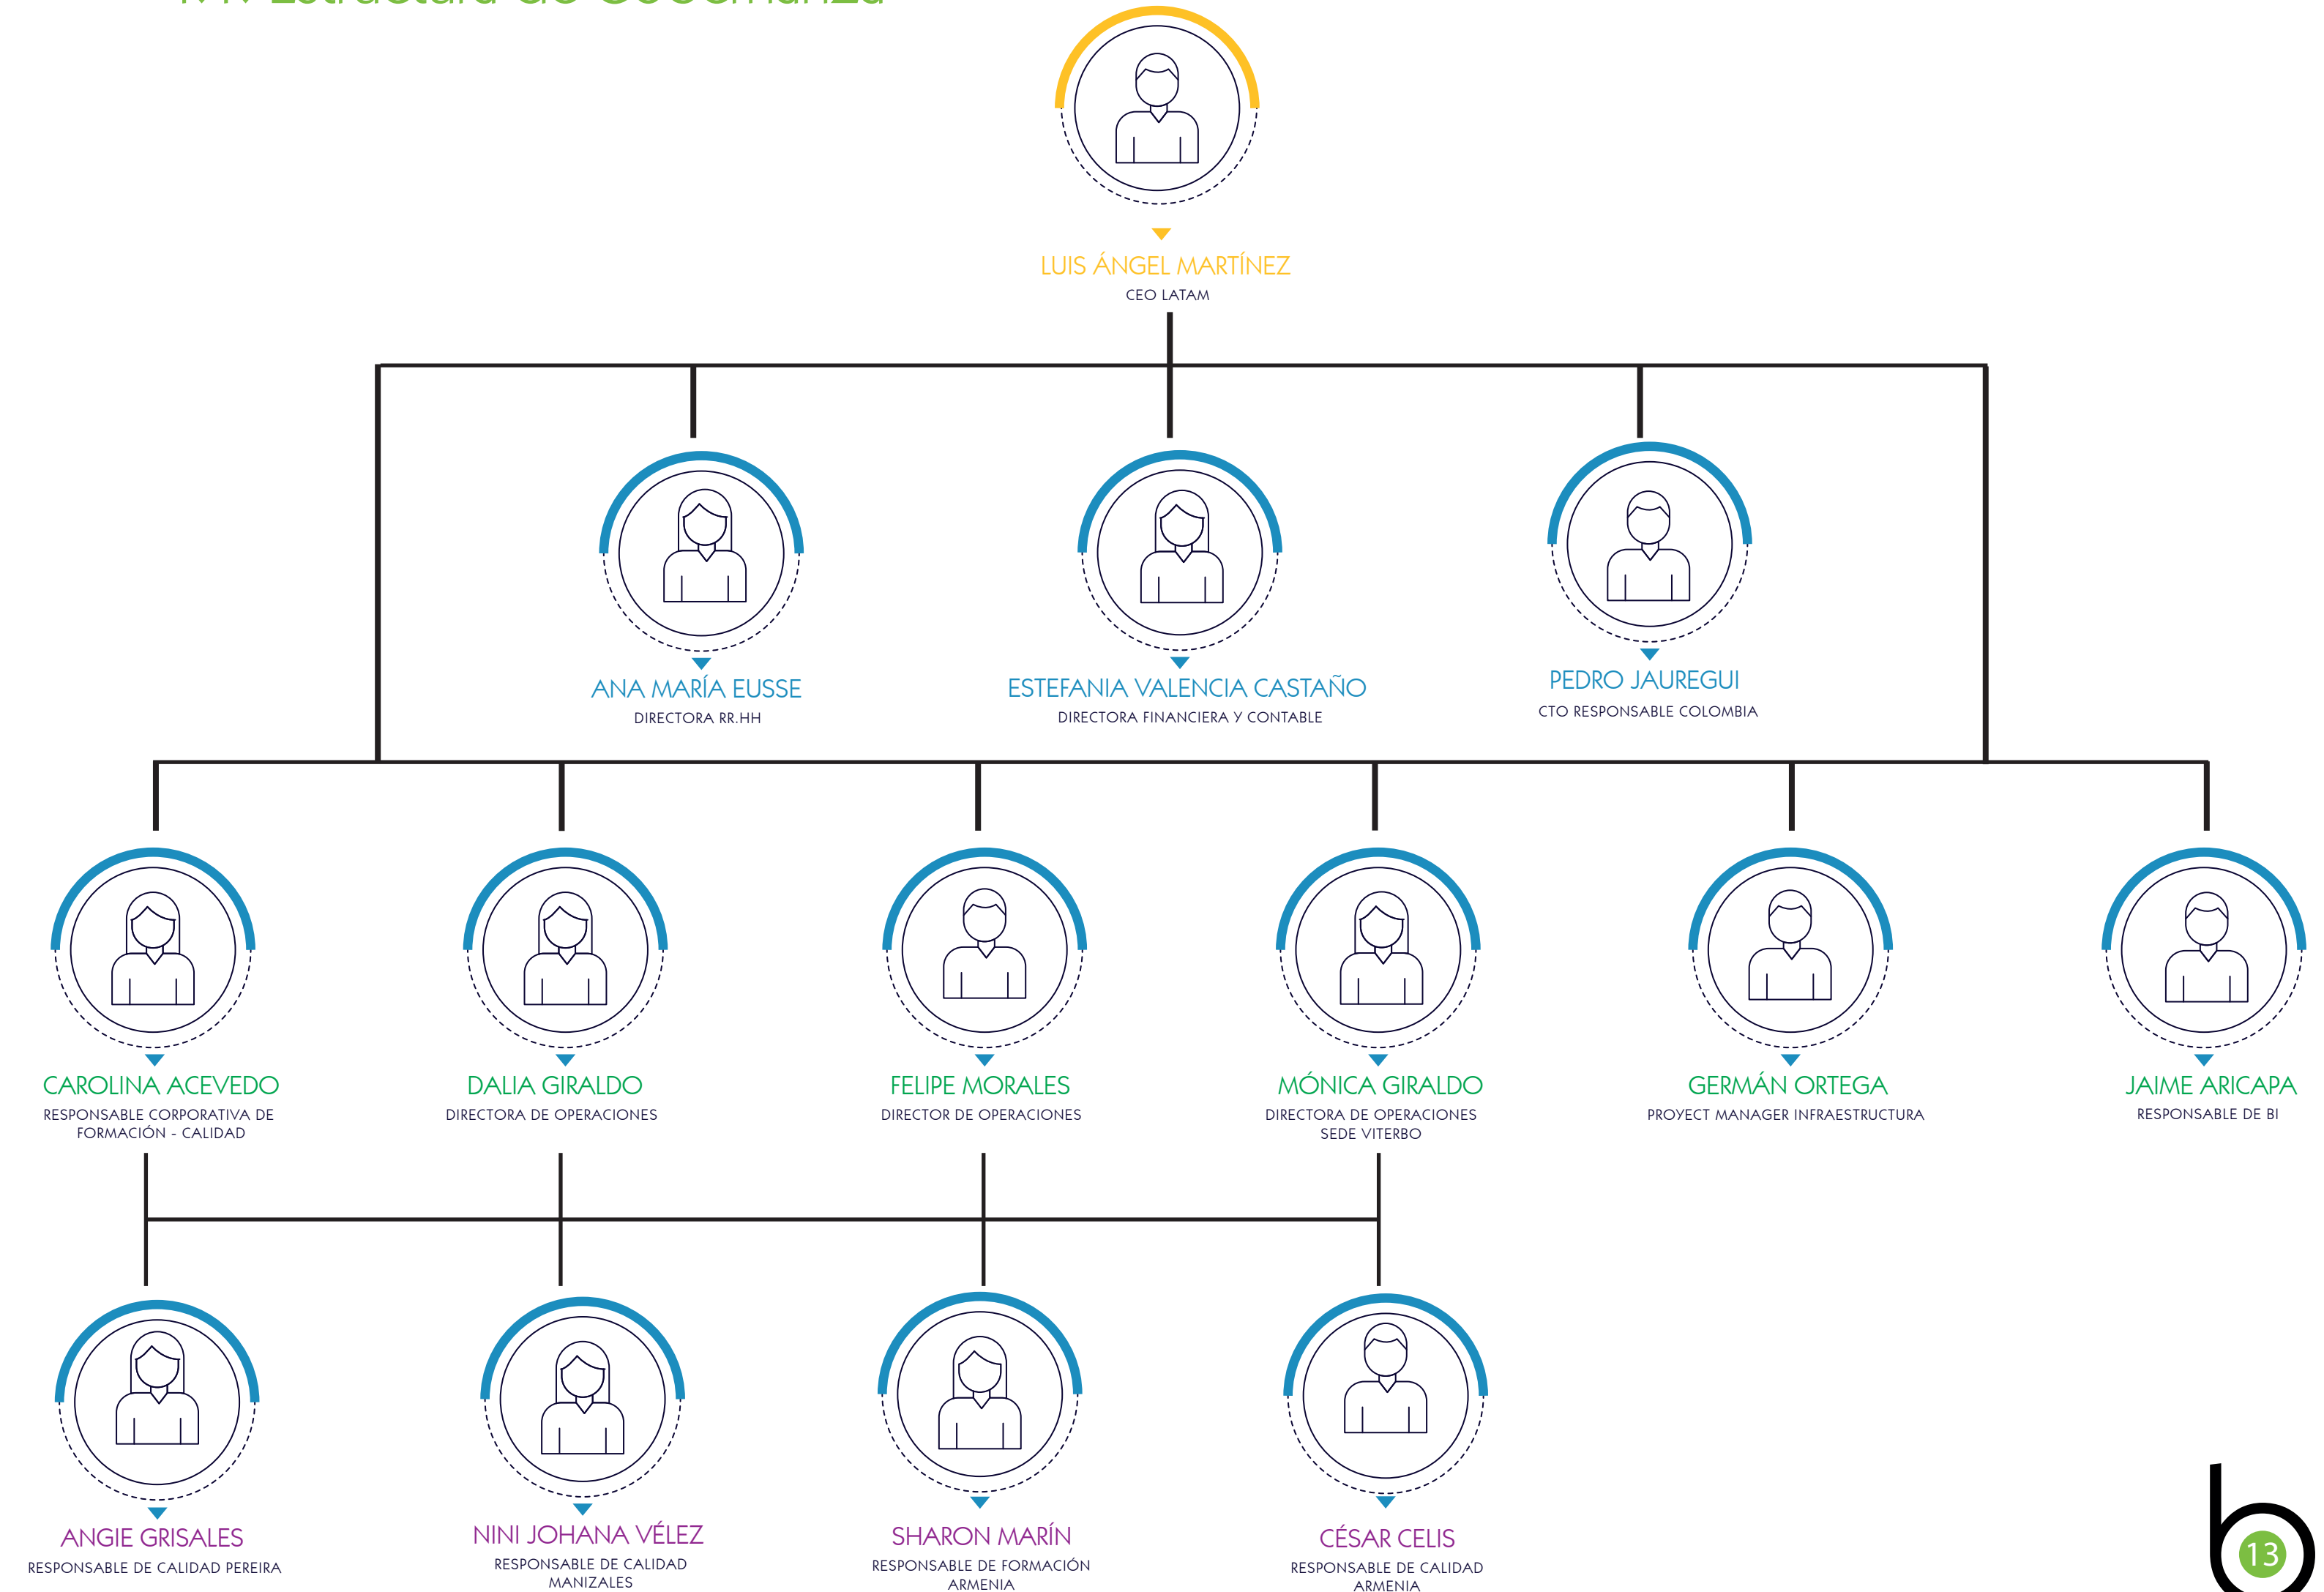 Estructura de Gobernanza
LUIS ÁNGEL MARTÍNEZ
CEO LATAM
ANA MARÍA EUSSE
DIRECTORA RR.HH
ESTEFANIA VALENCIA CASTAÑO
DIRECTORA FINANCIERA Y CONTABLE
PEDRO JAUREGUI
CTO RESPONSABLE COLOMBIA
CAROLINA ACEVEDO
RESPONSABLE CORPORATIVA DE
FORMACIÓN - CALIDAD
DALIA GIRALDO
DIRECTORA DE OPERACIONES
FELIPE MORALES
DIRECTOR DE OPERACIONES
MÓNICA GIRALDO
DIRECTORA DE OPERACIONES
SEDE VITERBO
GERMÁN ORTEGA
PROYECT MANAGER INFRAESTRUCTURA
JAIME ARICAPA
RESPONSABLE DE BI
ANGIE GRISALES
RESPONSABLE DE CALIDAD PEREIRA
NINI JOHANA VÉLEZ
RESPONSABLE DE CALIDAD
MANIZALES
SHARON MARÍN
RESPONSABLE DE FORMACIÓN
ARMENIA
CÉSAR CELIS
RESPONSABLE DE CALIDAD
ARMENIA
b
13